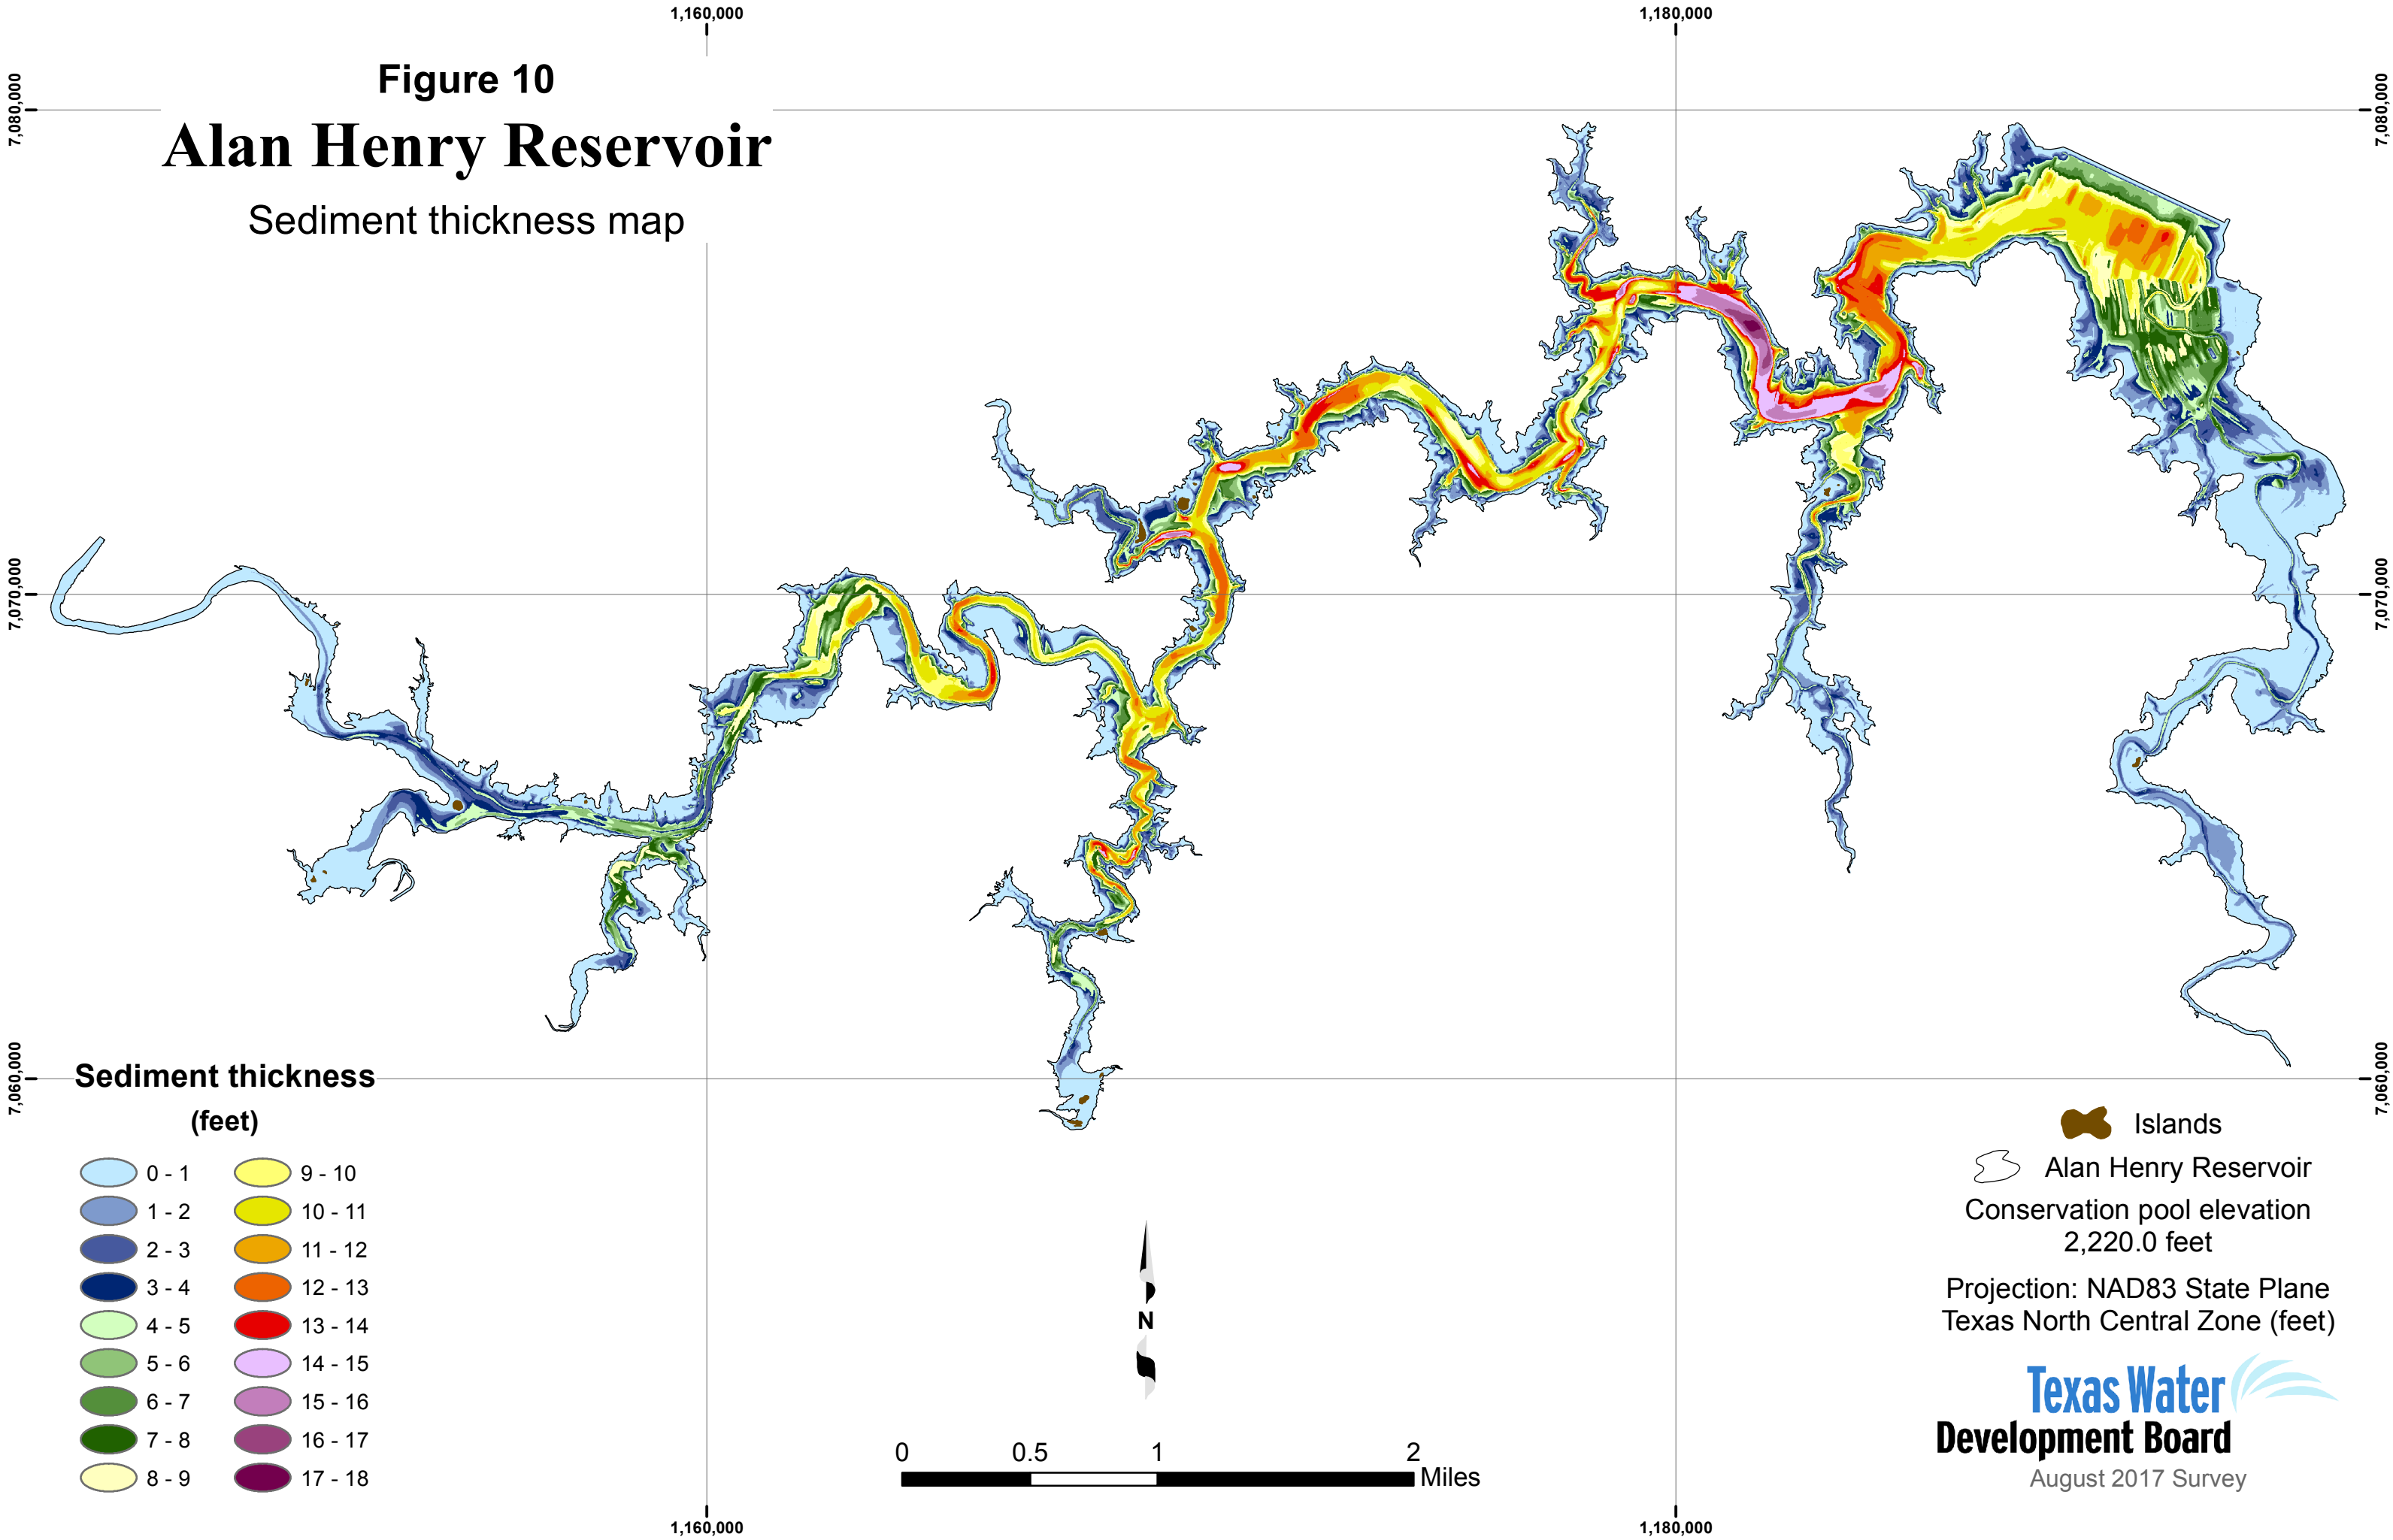 1,160,000
1,180,000
Figure 10
Alan Henry Reservoir
Sediment thickness map
7,080,000
7,080,000
7,070,000
7,070,000
7,060,000
7,060,000
Sediment thickness
(feet)
0 - 1
1 - 2
2 - 3
3 - 4
4 - 5
5 - 6
6 - 7
7 - 8
8 - 9
9 - 10
10 - 11
11 - 12
12 - 13
13 - 14
14 - 15
15 - 16
16 - 17
17 - 18
N
0 0.5 1 2
Miles
Islands
Alan Henry Reservoir
Conservation pool elevation
2,220.0 feet
Projection: NAD83 State Plane
Texas North Central Zone (feet)
Texas Water
Development Board
August 2017 Survey
1,160,000
1,180,000